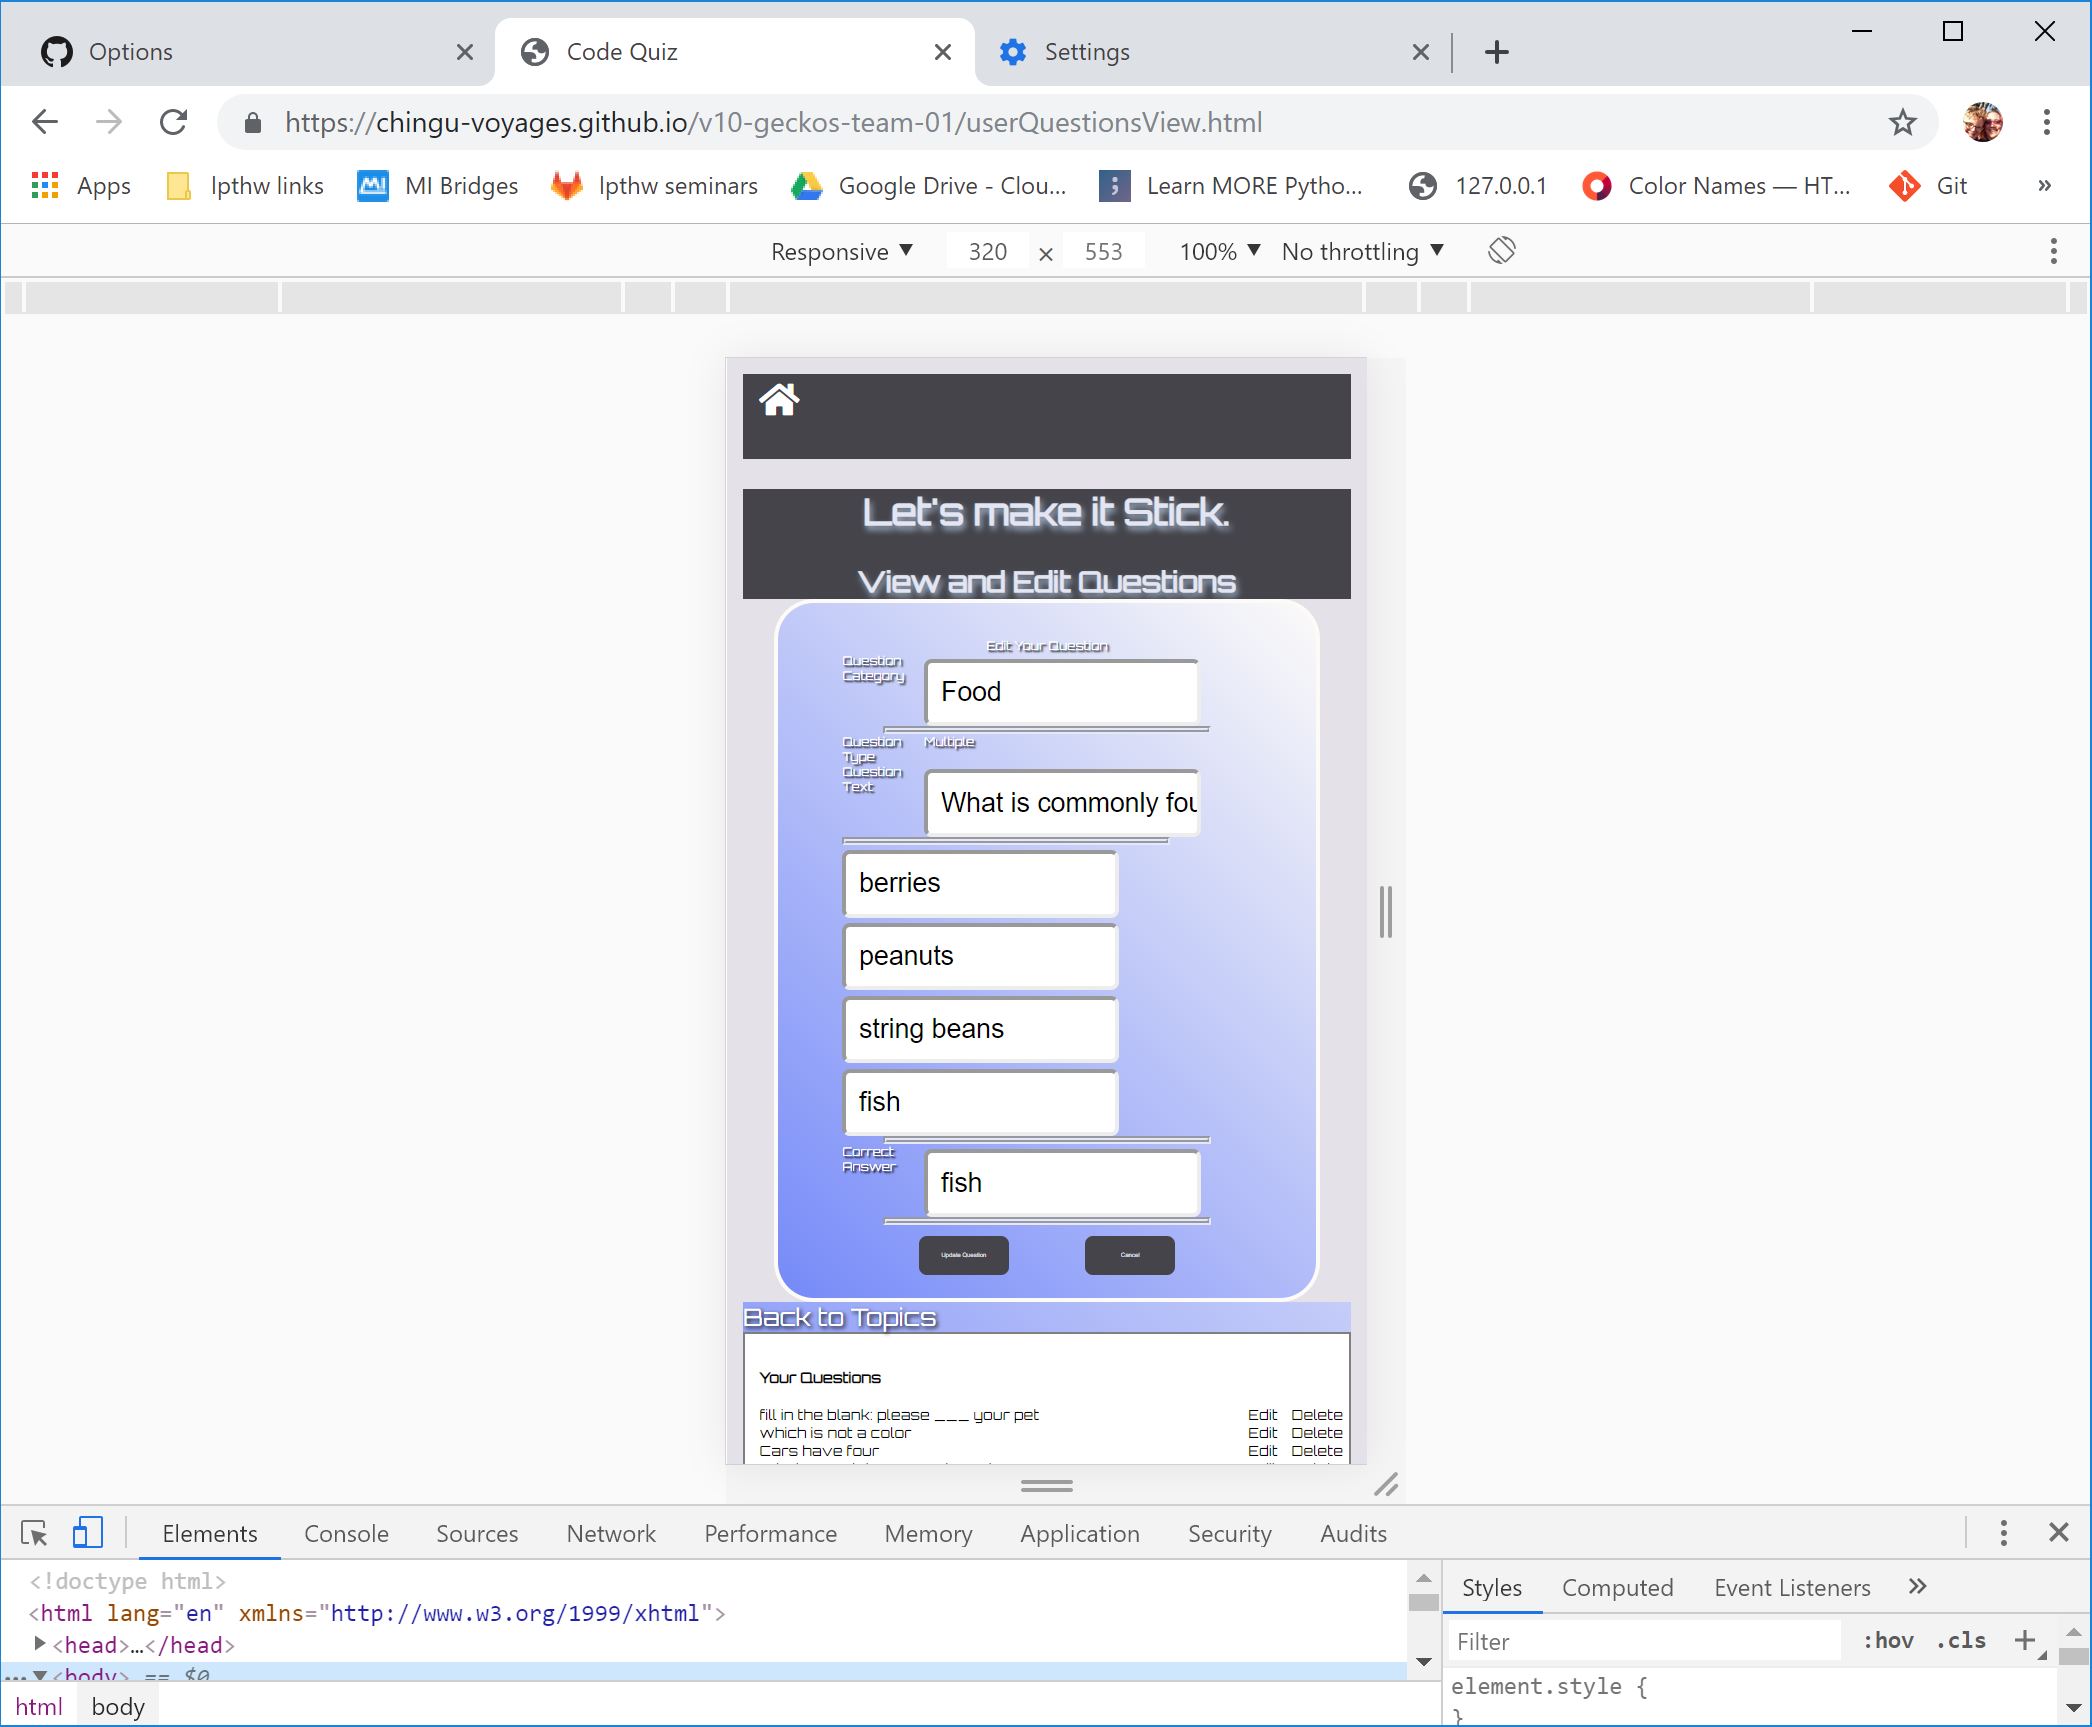 Options
Code Quiz
Settings
https://chingu-voyages.github.io/v10-geckos-team-01/userQuestionsView.html
Apps
lpthw links
MI Bridges
lpthw seminars
Google Drive - Clou...
Learn MORE Pytho...
127.0.0.1
Color Names — HT...
Git
»
Responsive
320 × 553
100%
No throttling
Let's make it Stick.
View and Edit Questions
Edit Your Question
Question
Category
Food
Question
Type
Multiple
Question
Text
What is commonly fou
berries
peanuts
string beans
fish
Correct
Answer
fish
Update Question
Cancel
Back to Topics
Your Questions
fill in the blank: please ___ your pet Edit Delete
which is not a color Edit Delete
Cars have four Edit Delete
Elements Console Sources Network Performance Memory Application Security Audits
<!doctype html>
<html lang="en" xmlns="http://www.w3.org/1999/xhtml">
<head>…</head>
<body> == $0
html body
Styles Computed Event Listeners »
Filter :hov .cls +
element.style {
}